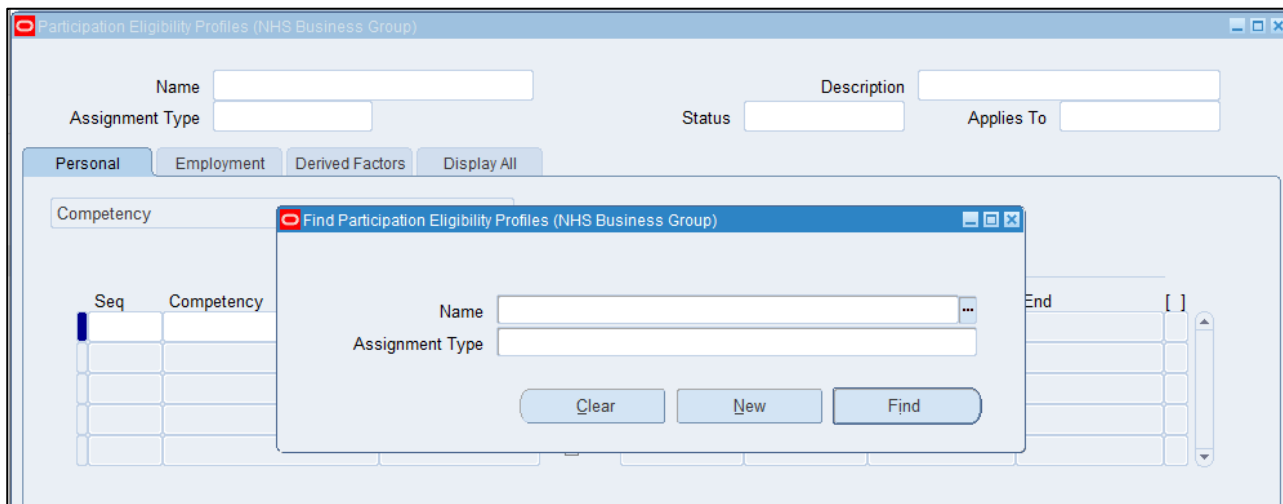 Participation Eligibility Profiles (NHS Business Group)
Name
Description
Assignment Type
Status
Applies To
Personal Employment Derived Factors Display All
Competency
Find Participation Eligibility Profiles (NHS Business Group)
Seq Competency
End [ ]
Name ...
Assignment Type
Clear New Find